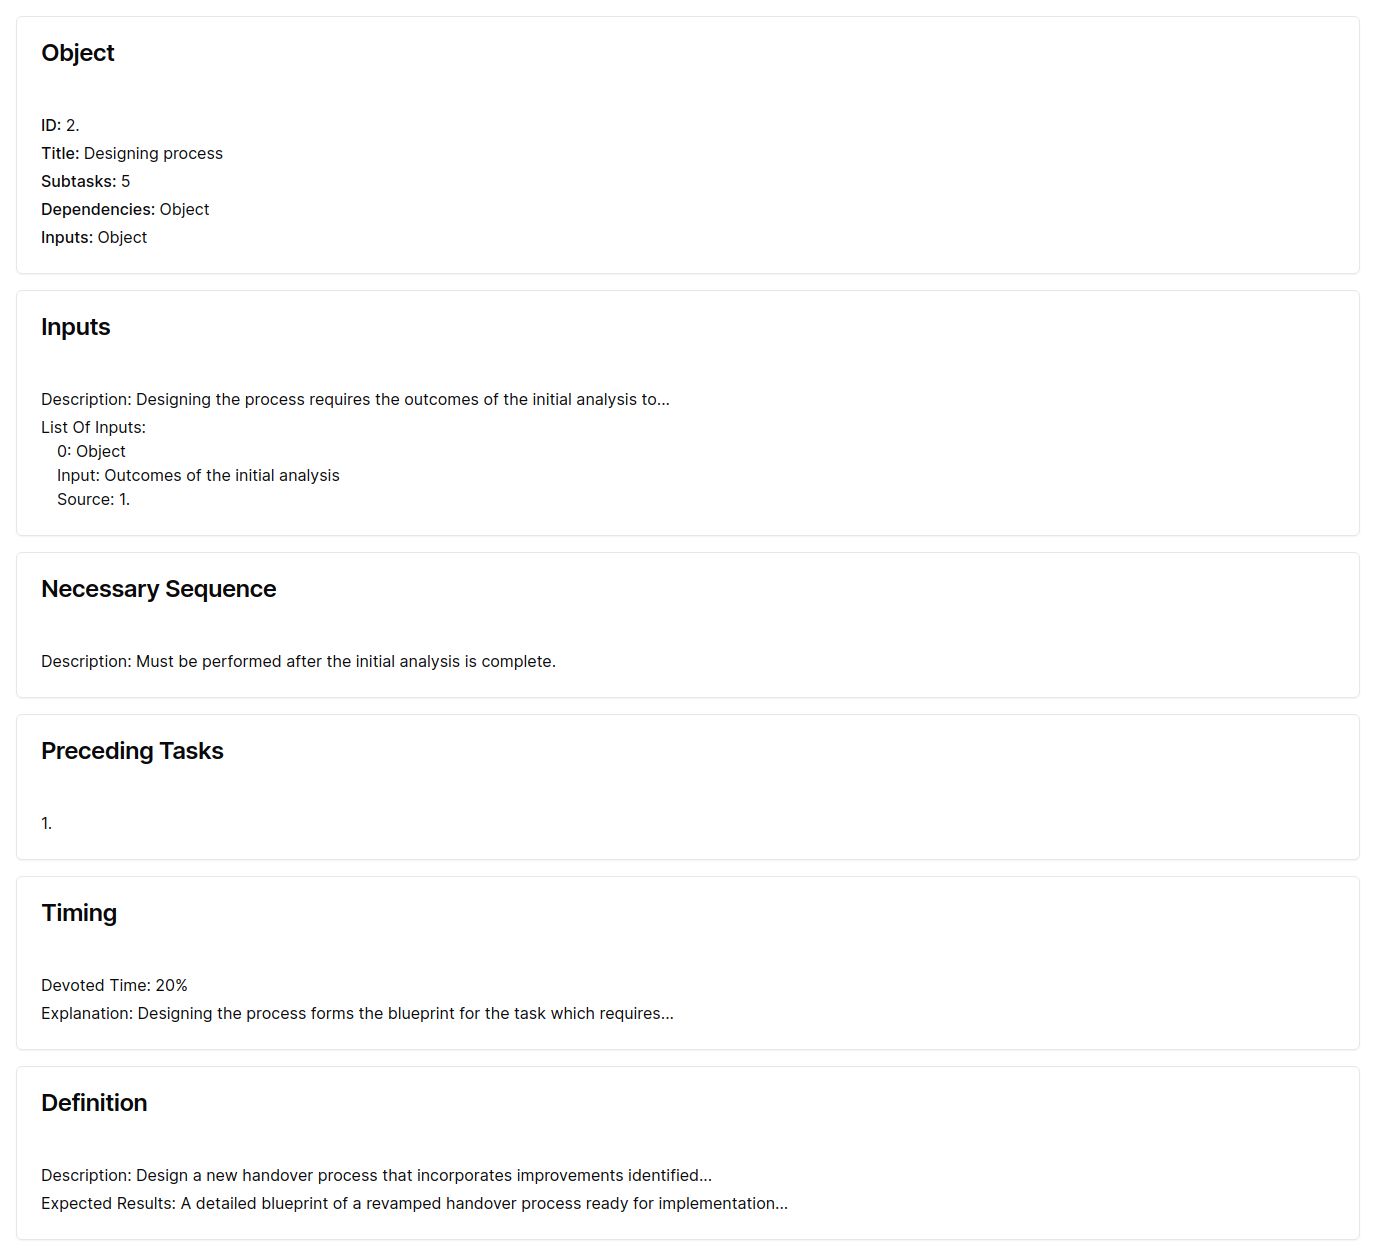 Object
ID: 2.
Title: Designing process
Subtasks: 5
Dependencies: Object
Inputs: Object
Inputs
Description: Designing the process requires the outcomes of the initial analysis to...
List Of Inputs:
0: Object
Input: Outcomes of the initial analysis
Source: 1.
Necessary Sequence
Description: Must be performed after the initial analysis is complete.
Preceding Tasks
1.
Timing
Devoted Time: 20%
Explanation: Designing the process forms the blueprint for the task which requires...
Definition
Description: Design a new handover process that incorporates improvements identified...
Expected Results: A detailed blueprint of a revamped handover process ready for implementation...